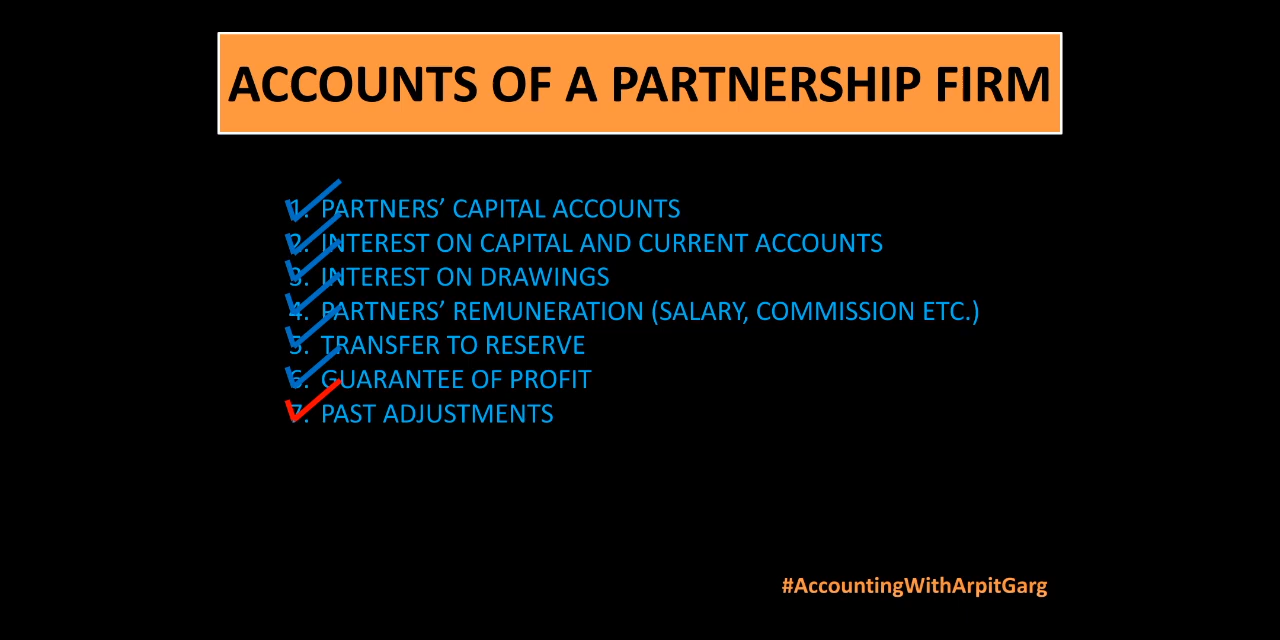 ACCOUNTS OF A PARTNERSHIP FIRM
1. PARTNERS’ CAPITAL ACCOUNTS
2. INTEREST ON CAPITAL AND CURRENT ACCOUNTS
3. INTEREST ON DRAWINGS
4. PARTNERS’ REMUNERATION (SALARY, COMMISSION ETC.)
5. TRANSFER TO RESERVE
6. GUARANTEE OF PROFIT
7. PAST ADJUSTMENTS
#AccountingWithArpitGarg